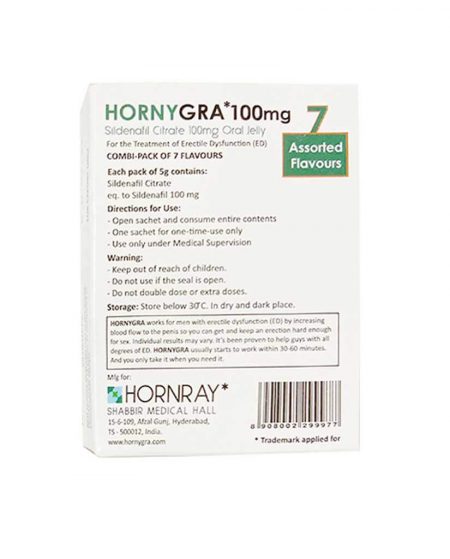 HORNYGRA*100mg
Sildenafil Citrate 100mg Oral Jelly
7
Assorted
Flavours
For the Treatment of Erectile Dysfunction (ED)
COMBI-PACK OF 7 FLAVOURS
Each pack of 5g contains:
Sildenafil Citrate
eq. to Sildenafil 100 mg
Directions for Use:
- Open sachet and consume entire contents
- One sachet for one-time-use only
- Use only under Medical Supervision
Warning:
- Keep out of reach of children.
- Do not use if the seal is open.
- Do not double dose or extra doses.
Storage: Store below 30°C. In dry and dark place.
HORNYGRA works for men with erectile dysfunction (ED) by increasing
blood flow to the penis so you can get and keep an erection hard enough
for sex. Individual results may vary. It's been proven to help guys with all
degrees of ED. HORNYGRA usually starts to work within 30-60 minutes.
And you only take it when you need it.
Mfg for:
HORNRAY*
SHABBIR MEDICAL HALL
15-6-109, Afzal Gunj, Hyderabad,
TS - 500012, India.
www.hornygra.com
8 908002 299977
* Trademark applied for